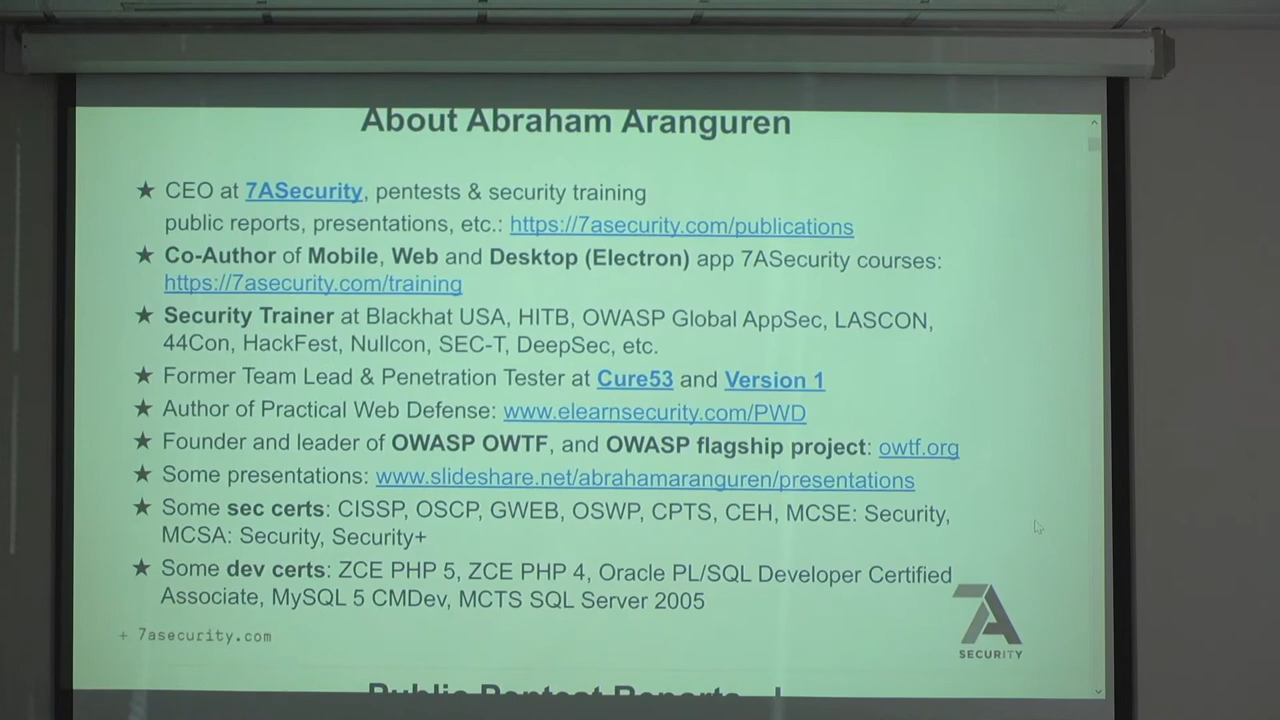 About Abraham Aranguren
★ CEO at 7ASecurity, pentests & security training
public reports, presentations, etc.: https://7asecurity.com/publications
★ Co-Author of Mobile, Web and Desktop (Electron) app 7ASecurity courses:
https://7asecurity.com/training
★ Security Trainer at Blackhat USA, HITB, OWASP Global AppSec, LASCON,
44Con, HackFest, Nullcon, SEC-T, DeepSec, etc.
★ Former Team Lead & Penetration Tester at Cure53 and Version 1
★ Author of Practical Web Defense: www.elearnsecurity.com/PWD
★ Founder and leader of OWASP OWTF, and OWASP flagship project: owtf.org
★ Some presentations: www.slideshare.net/abrahamaranguren/presentations
★ Some sec certs: CISSP, OSCP, GWEB, OSWP, CPTS, CEH, MCSE: Security,
MCSA: Security, Security+
★ Some dev certs: ZCE PHP 5, ZCE PHP 4, Oracle PL/SQL Developer Certified
Associate, MySQL 5 CMDev, MCTS SQL Server 2005
+ 7asecurity.com
7A
SECURITY
Public Pentest Reports